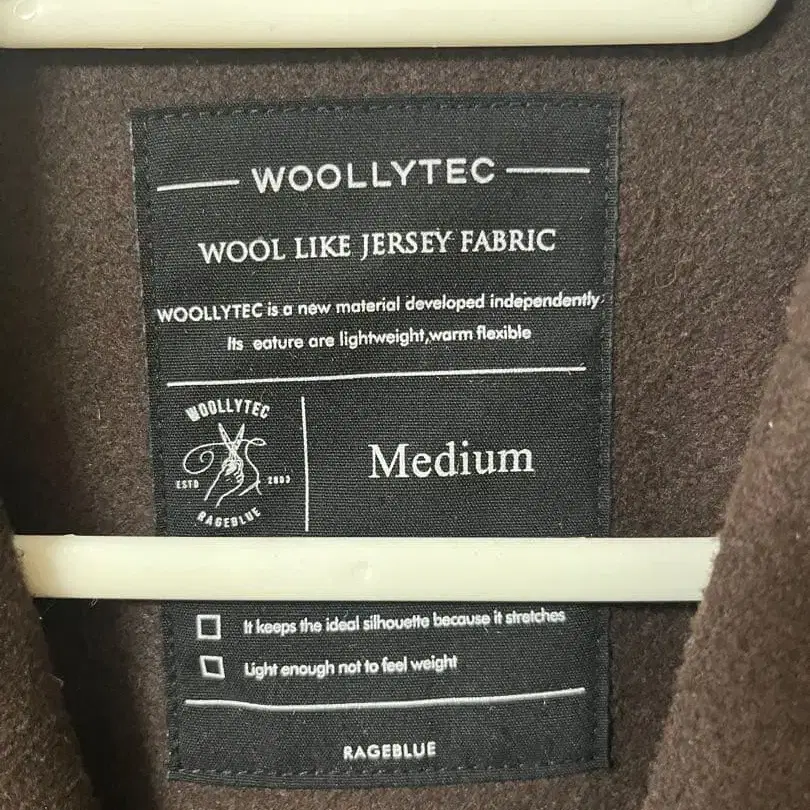 WOOLLYTEC
WOOL LIKE JERSEY FABRIC
WOOLLYTEC is a new material developed independently
Its eature are lightweight,warm flexible
WOOLLYTEC
ESTD 2003
RAGEBLUE
Medium
It keeps the ideal silhouette because it stretches
Light enough not to feel weight
RAGEBLUE